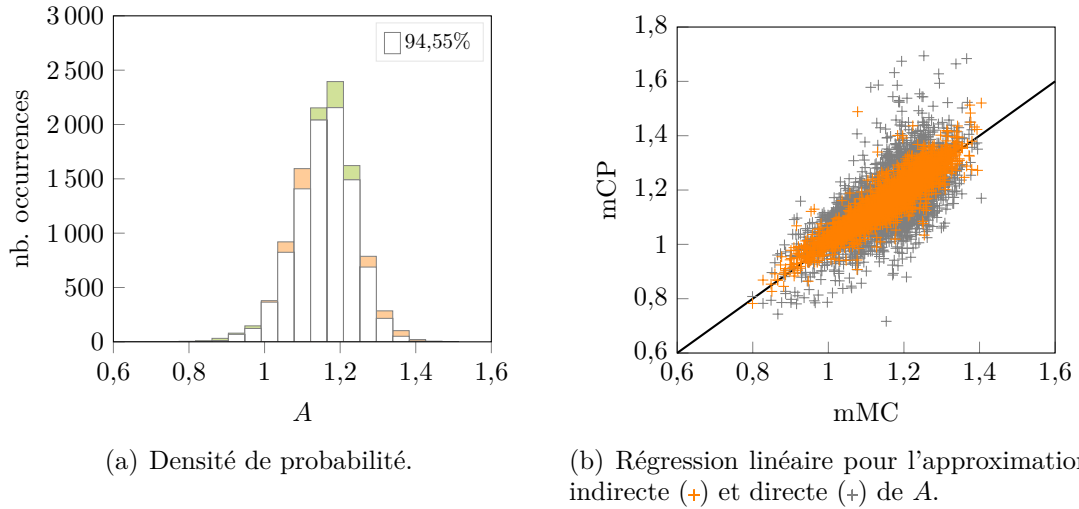 3 000
2 500
2 000
1 500
1 000
500
0
nb. occurrences
94,55%
0,6 0,8 1 1,2 1,4 1,6
A
(a) Densité de probabilité.
1,8
1,6
1,4
1,2
1
0,8
0,6
mCP
0,6 0,8 1 1,2 1,4 1,6
mMC
(b) Régression linéaire pour l'approximation
indirecte (+) et directe (+) de A.